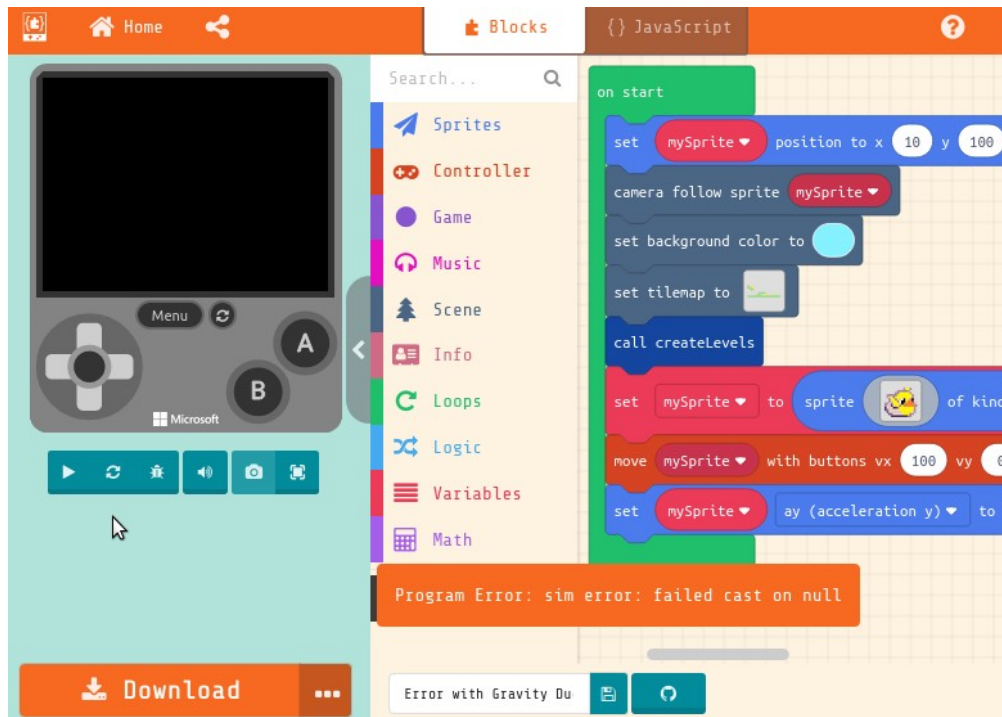 Home
Blocks
{} JavaScript
Search...
Sprites
Controller
Game
Music
Scene
Info
Loops
Logic
Variables
Math
Menu
A
B
Microsoft
on start
set mySprite position to x 10 y 100
camera follow sprite mySprite
set background color to
set tilemap to
call createLevels
set mySprite to sprite of kin
move mySprite with buttons vx 100 vy
set mySprite ay (acceleration y) to
Program Error: sim error: failed cast on null
Download
Error with Gravity Du